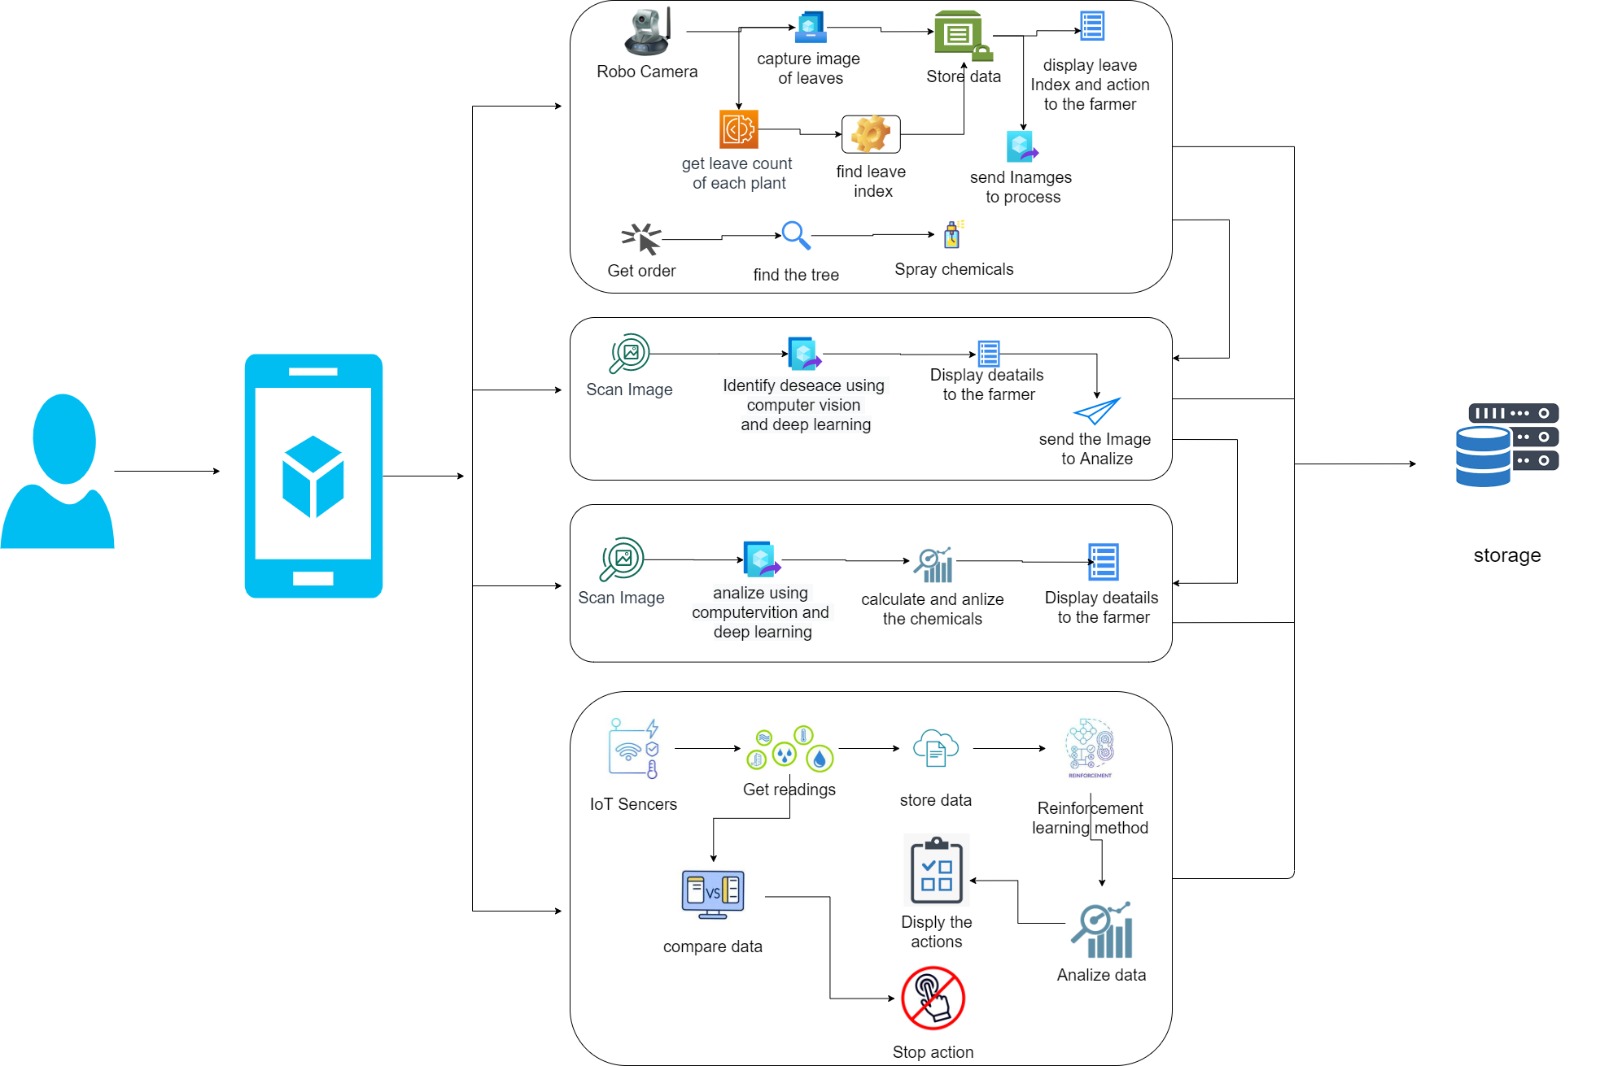 Robo Camera
capture image
of leaves
Store data
display leave
Index and action
to the farmer
get leave count
of each plant
find leave
index
send Inamges
to process
Get order
find the tree
Spray chemicals
Scan Image
Identify deseace using
computer vision
and deep learning
Display deatails
to the farmer
send the Image
to Analize
Scan Image
analize using
computervition and
deep learning
calculate and anlize
the chemicals
Display deatails
to the farmer
storage
IoT Sencers
Get readings
store data
REINFORCEMENT
Reinforcement
learning method
VS
compare data
Disply the
actions
Analize data
Stop action